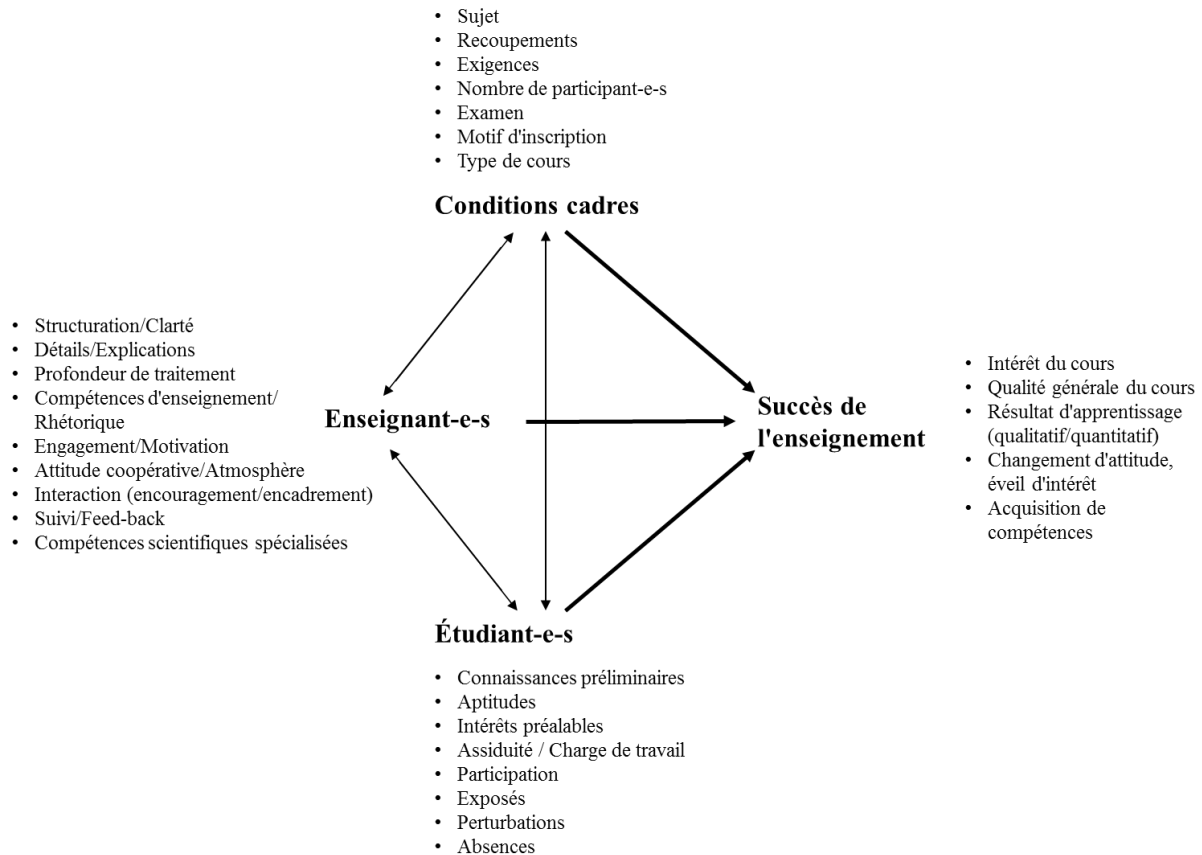 • Sujet
• Recoupements
• Exigences
• Nombre de participant-e-s
• Examen
• Motif d'inscription
• Type de cours
Conditions cadres
• Structuration/Clarté
• Détails/Explications
• Profondeur de traitement
• Compétences d'enseignement/
Rhétorique
• Engagement/Motivation
• Attitude coopérative/Atmosphère
• Interaction (encouragement/encadrement)
• Suivi/Feed-back
• Compétences scientifiques spécialisées
Enseignant-e-s
Succès de
l'enseignement
• Intérêt du cours
• Qualité générale du cours
• Résultat d'apprentissage
(qualitatif/quantitatif)
• Changement d'attitude,
éveil d'intérêt
• Acquisition de
compétences
Étudiant-e-s
• Connaissances préliminaires
• Aptitudes
• Intérêts préalables
• Assiduité / Charge de travail
• Participation
• Exposés
• Perturbations
• Absences